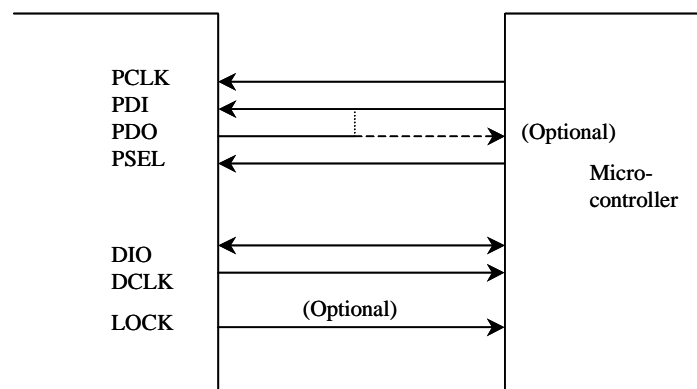 PCLK
PDI
PDO
(Optional)
PSEL
Micro-
controller
DIO
DCLK
(Optional)
LOCK